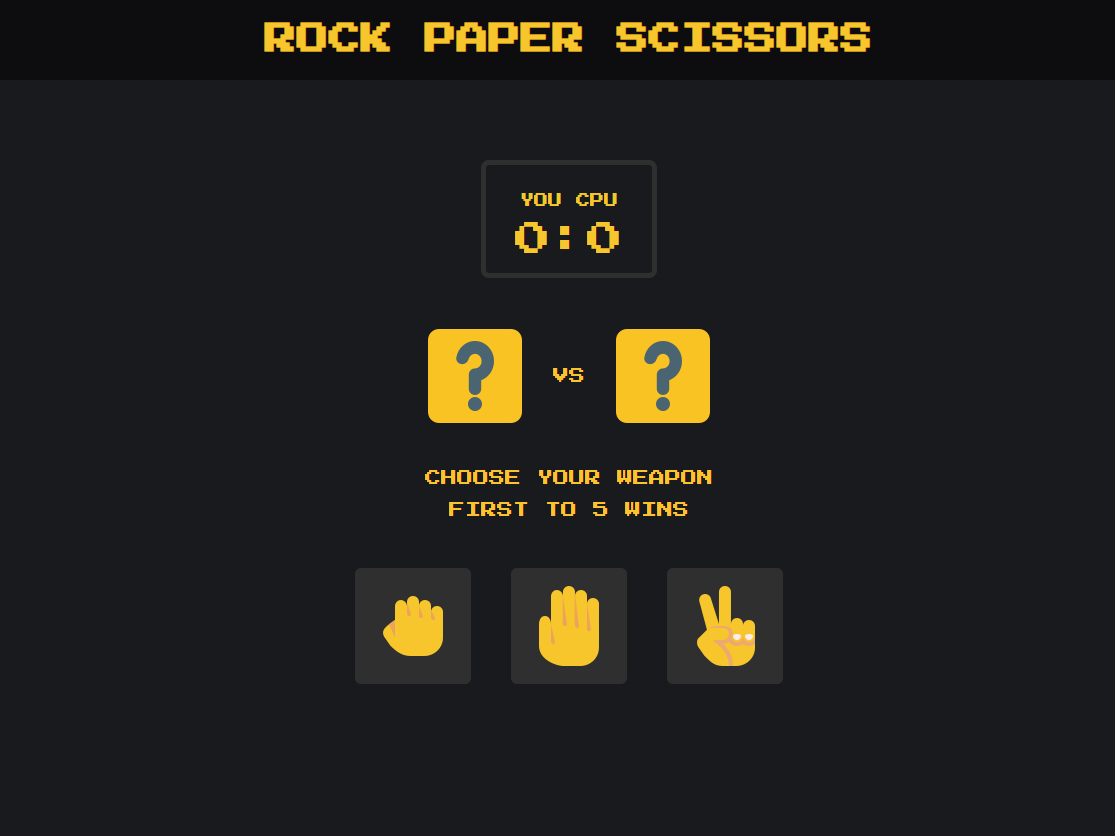 ROCK PAPER SCISSORS
YOU CPU
0:0
? VS ?
CHOOSE YOUR WEAPON
FIRST TO 5 WINS